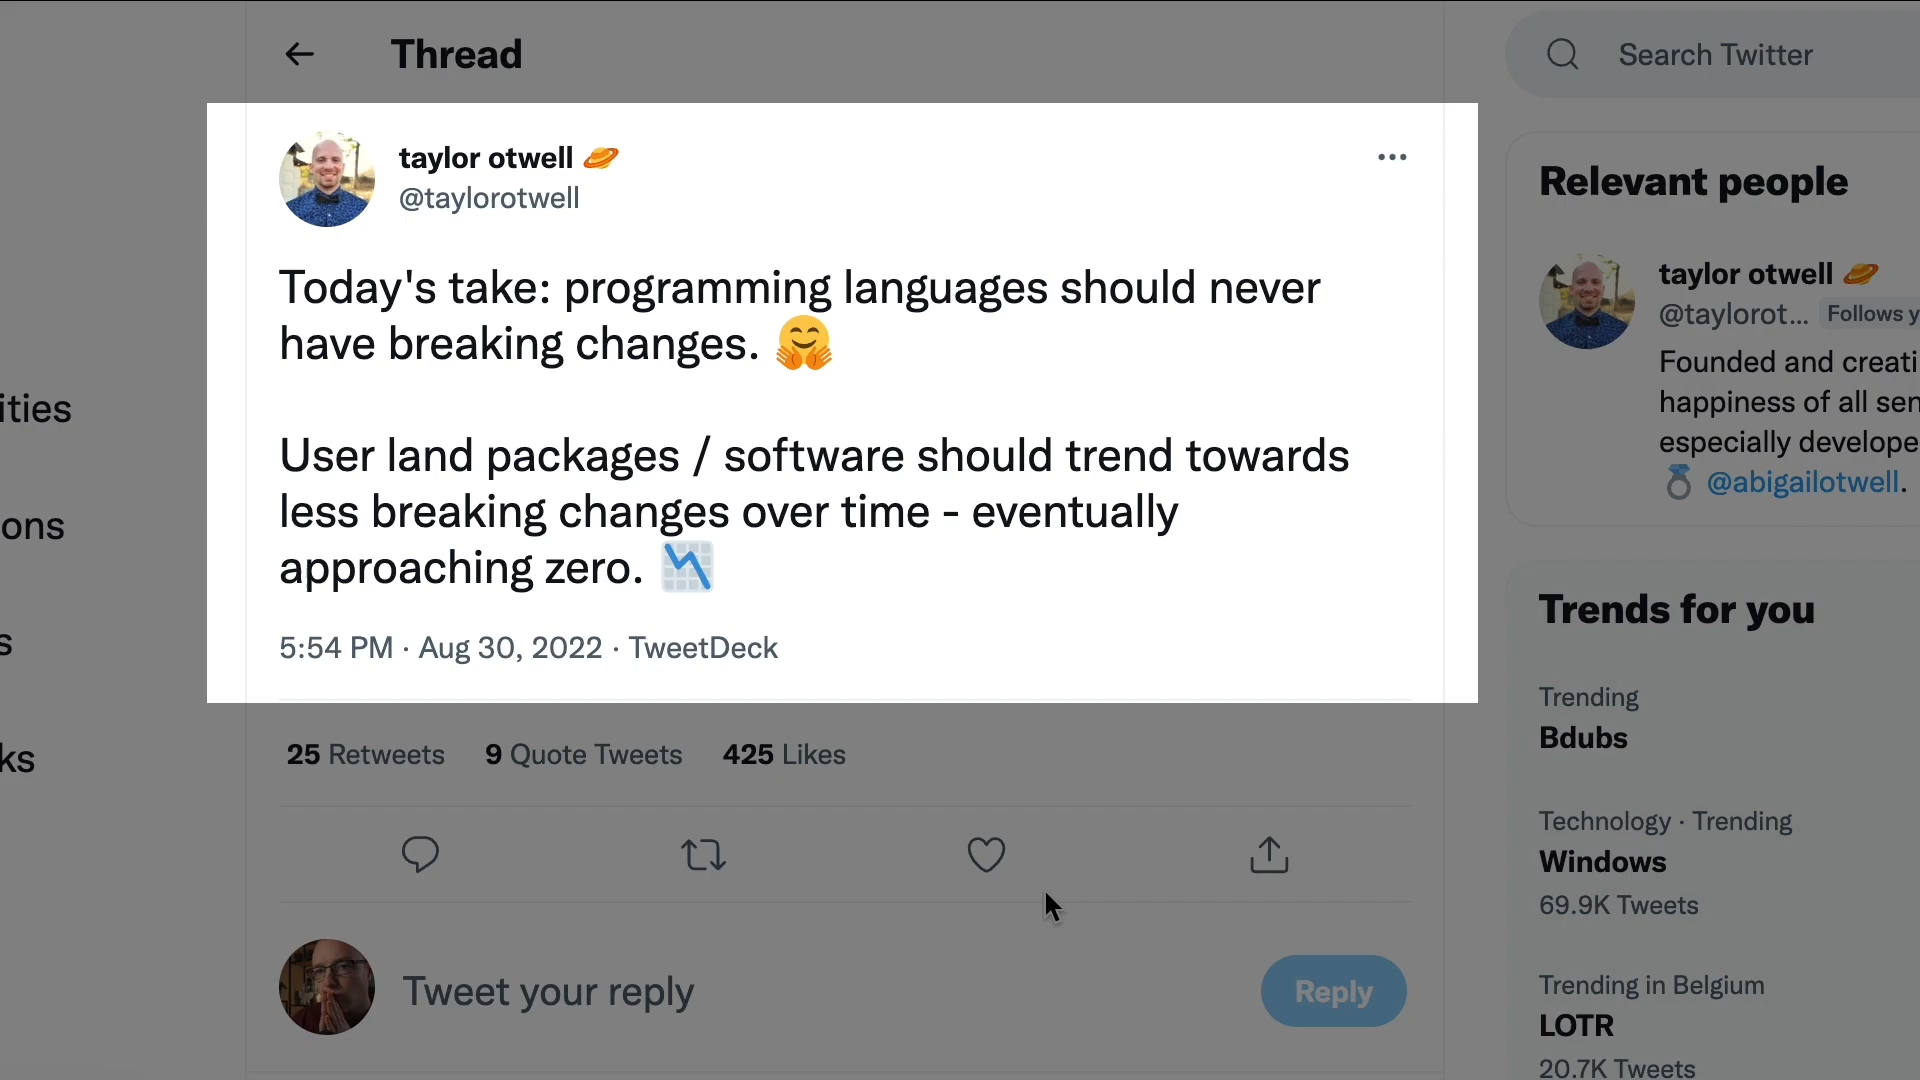 Thread
Search Twitter
taylor otwell
@taylorotwell
Today's take: programming languages should never
have breaking changes.
User land packages / software should trend towards
less breaking changes over time - eventually
approaching zero.
5:54 PM · Aug 30, 2022 · TweetDeck
25 Retweets 9 Quote Tweets 425 Likes
Tweet your reply
Reply
ities
ons
s
ks
Relevant people
taylor otwell
@taylorot... Follows y
Founded and creati
happiness of all sen
especially develope
@abigailotwell.
Trends for you
Trending
Bdubs
Technology · Trending
Windows
69.9K Tweets
Trending in Belgium
LOTR
20.7K Tweets